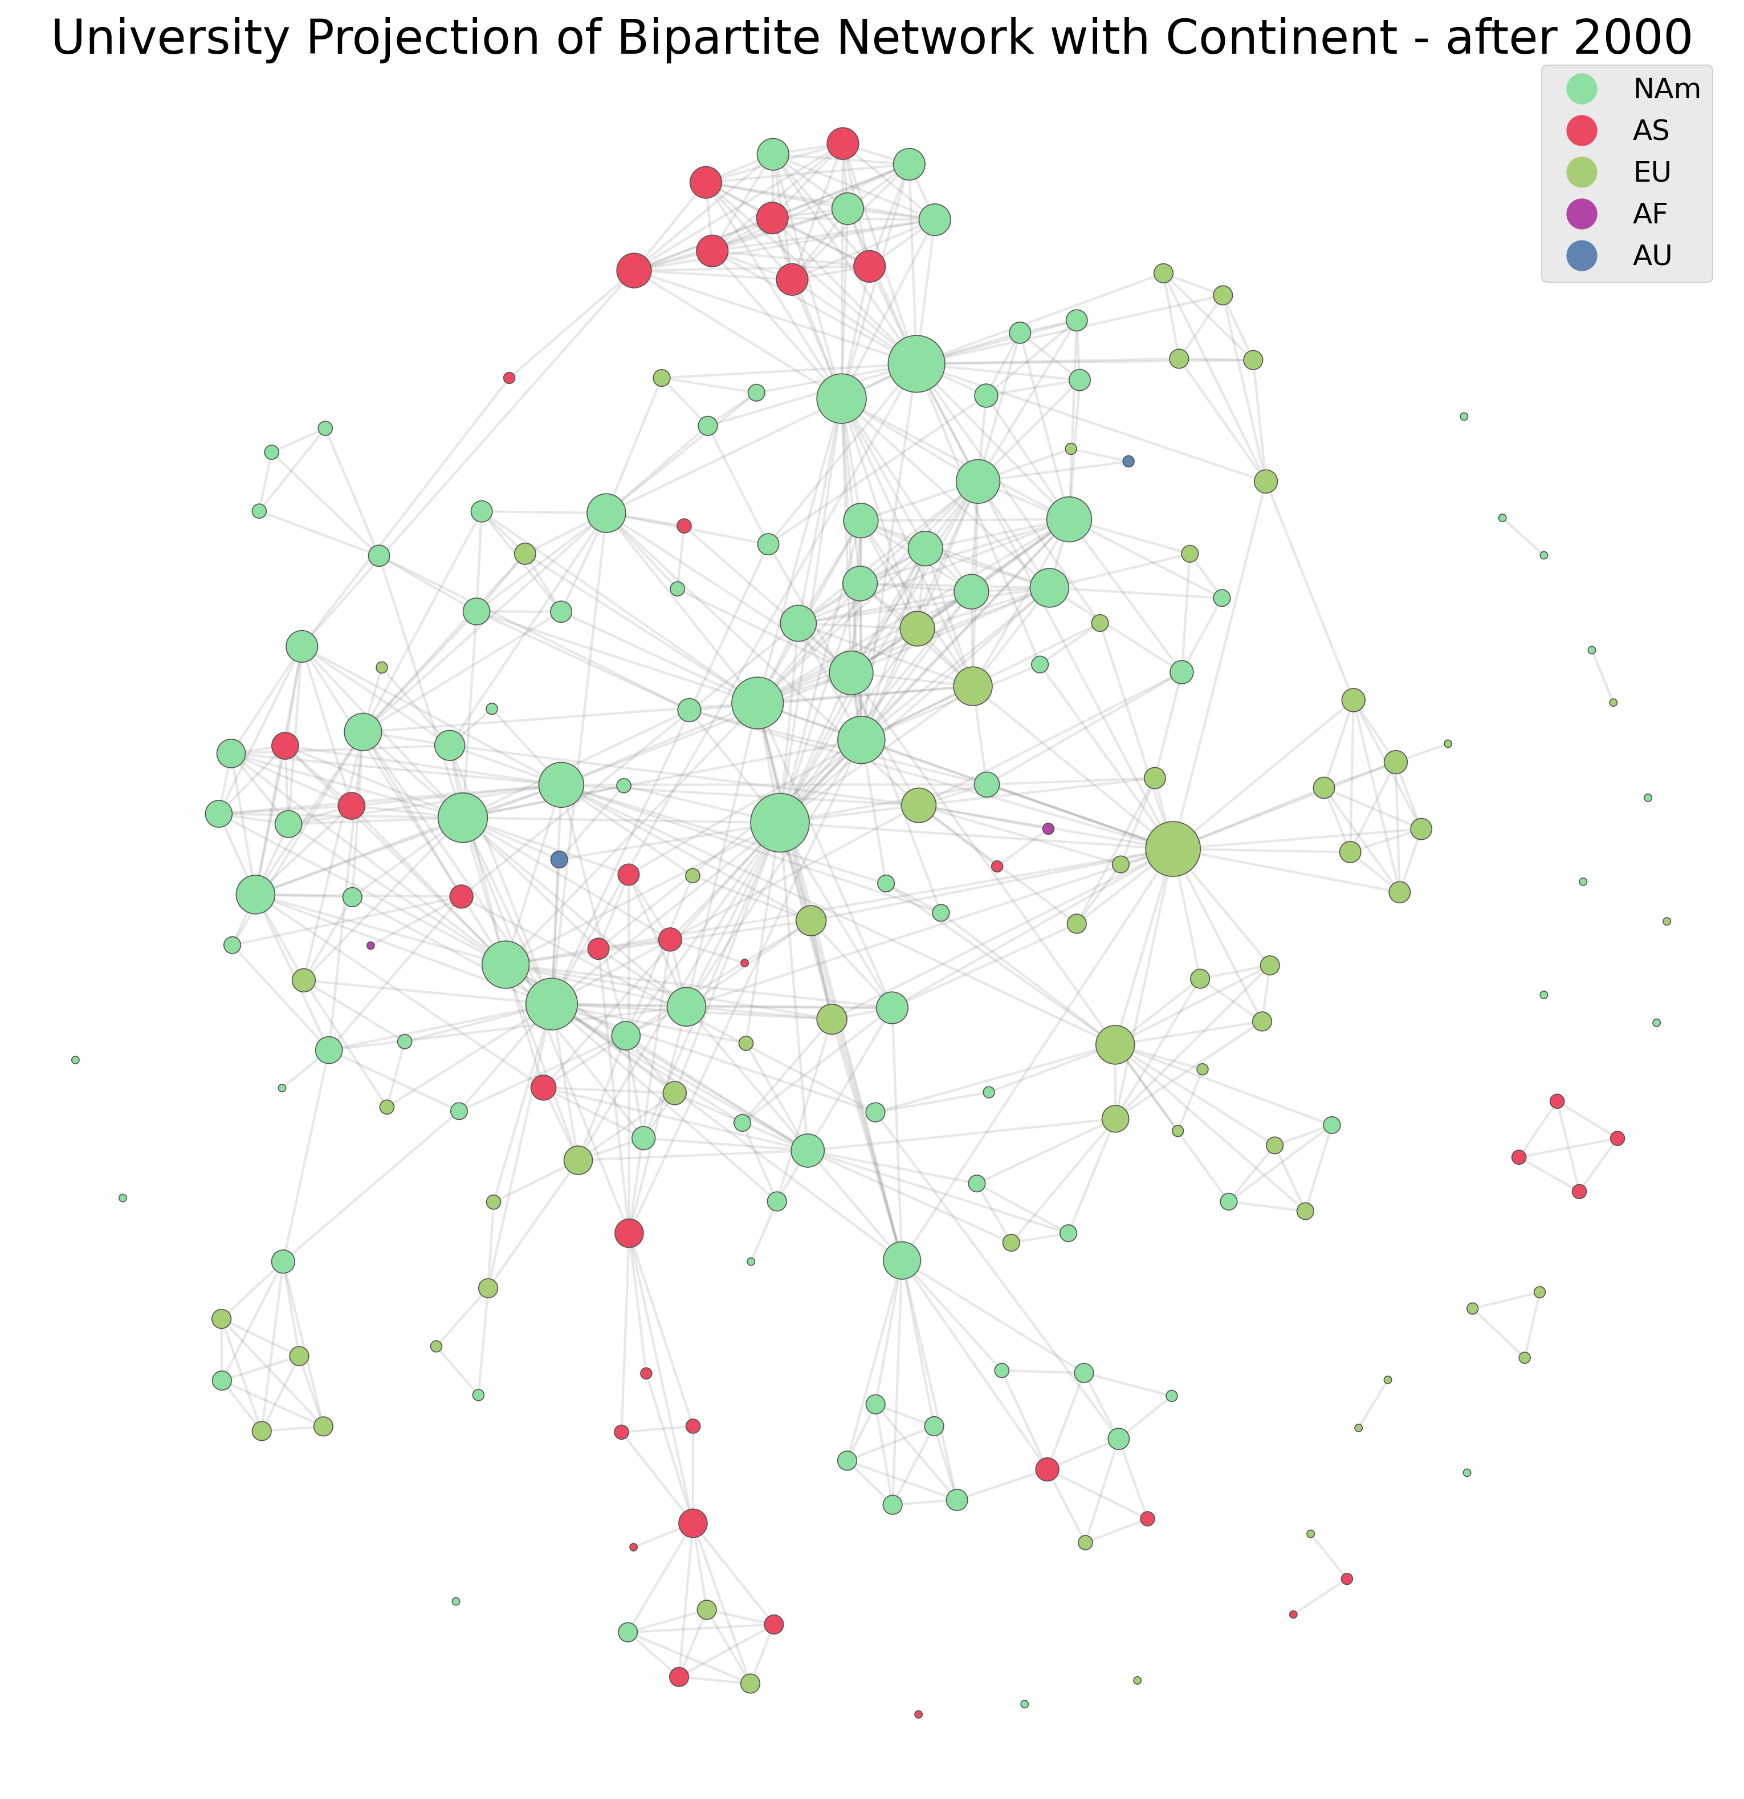 University Projection of Bipartite Network with Continent - after 2000
NAm
AS
EU
AF
AU